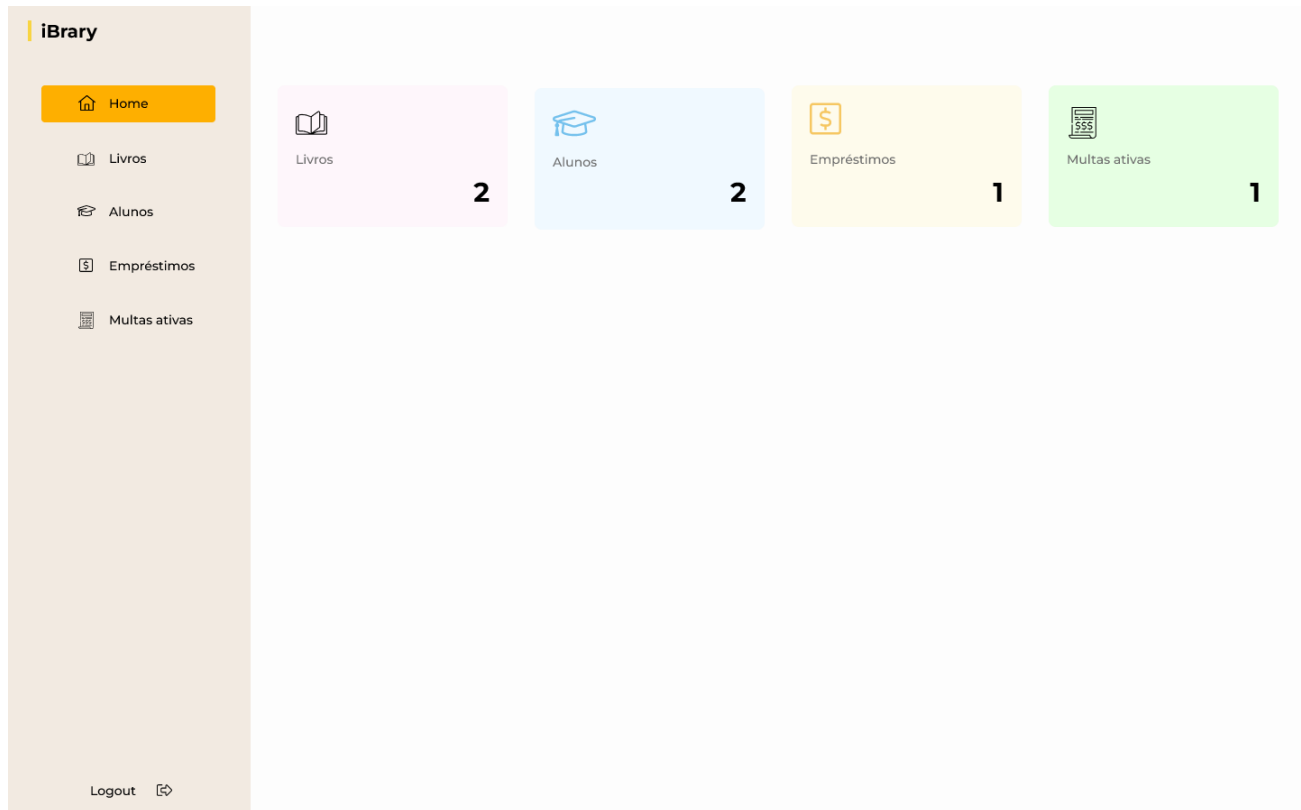 iBrary
Home
Livros
Alunos
Empréstimos
Multas ativas
Logout
Livros
2
Alunos
2
$
Empréstimos
1
$$$
Multas ativas
1